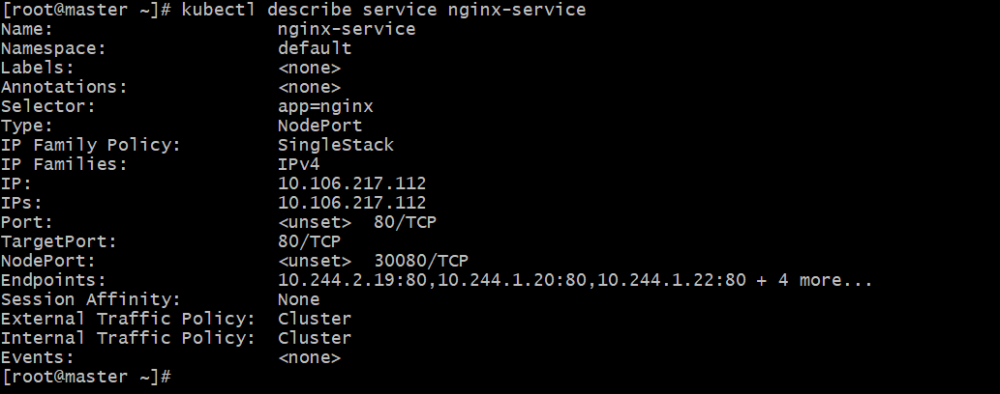 [root@master ~]# kubectl describe service nginx-service
Name:                     nginx-service
Namespace:                default
Labels:                   <none>
Annotations:              <none>
Selector:                 app=nginx
Type:                     NodePort
IP Family Policy:         SingleStack
IP Families:              IPv4
IP:                       10.106.217.112
IPs:                      10.106.217.112
Port:                     <unset>  80/TCP
TargetPort:               80/TCP
NodePort:                 <unset>  30080/TCP
Endpoints:                10.244.2.19:80,10.244.1.20:80,10.244.1.22:80 + 4 more...
Session Affinity:         None
External Traffic Policy:  Cluster
Internal Traffic Policy:  Cluster
Events:                   <none>
[root@master ~]#